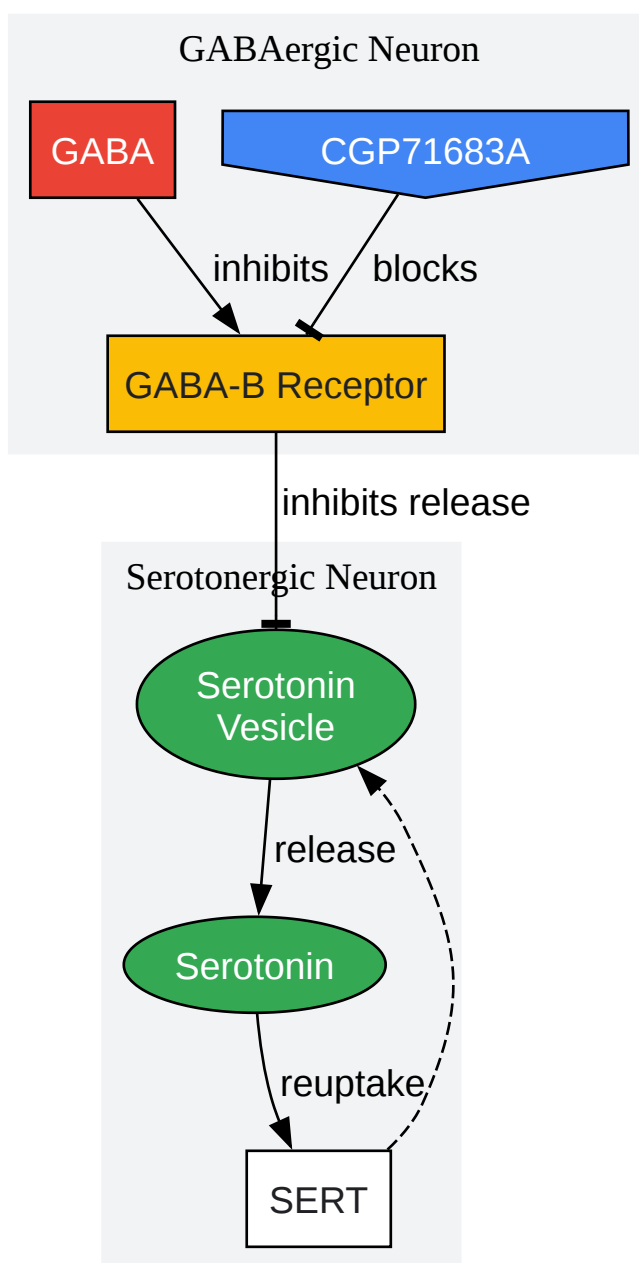 GABAergic Neuron
GABA
CGP71683A
inhibits
blocks
GABA-B Receptor
inhibits release
Serotonergic Neuron
Serotonin
Vesicle
release
Serotonin
reuptake
SERT